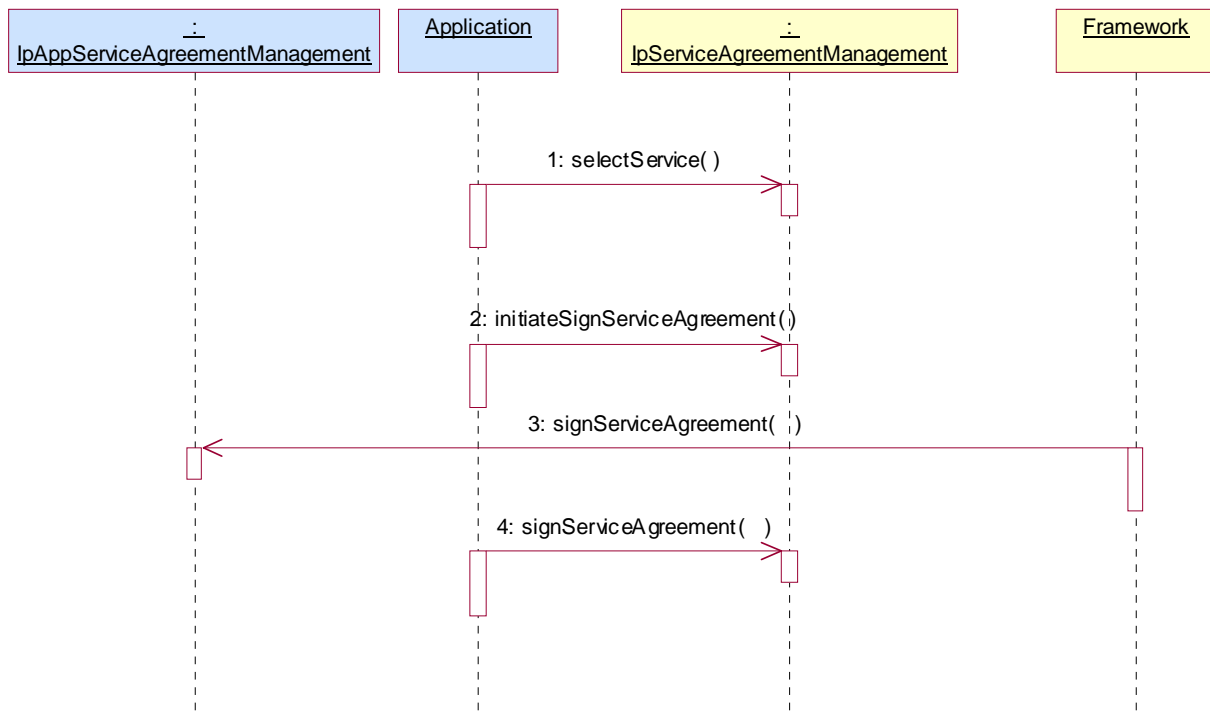 :
IpAppServiceAgreementManagement
Application
:
IpServiceAgreementManagement
Framework
1: selectService( )
2: initiateSignServiceAgreement( )
3: signServiceAgreement( )
4: signServiceAgreement( )